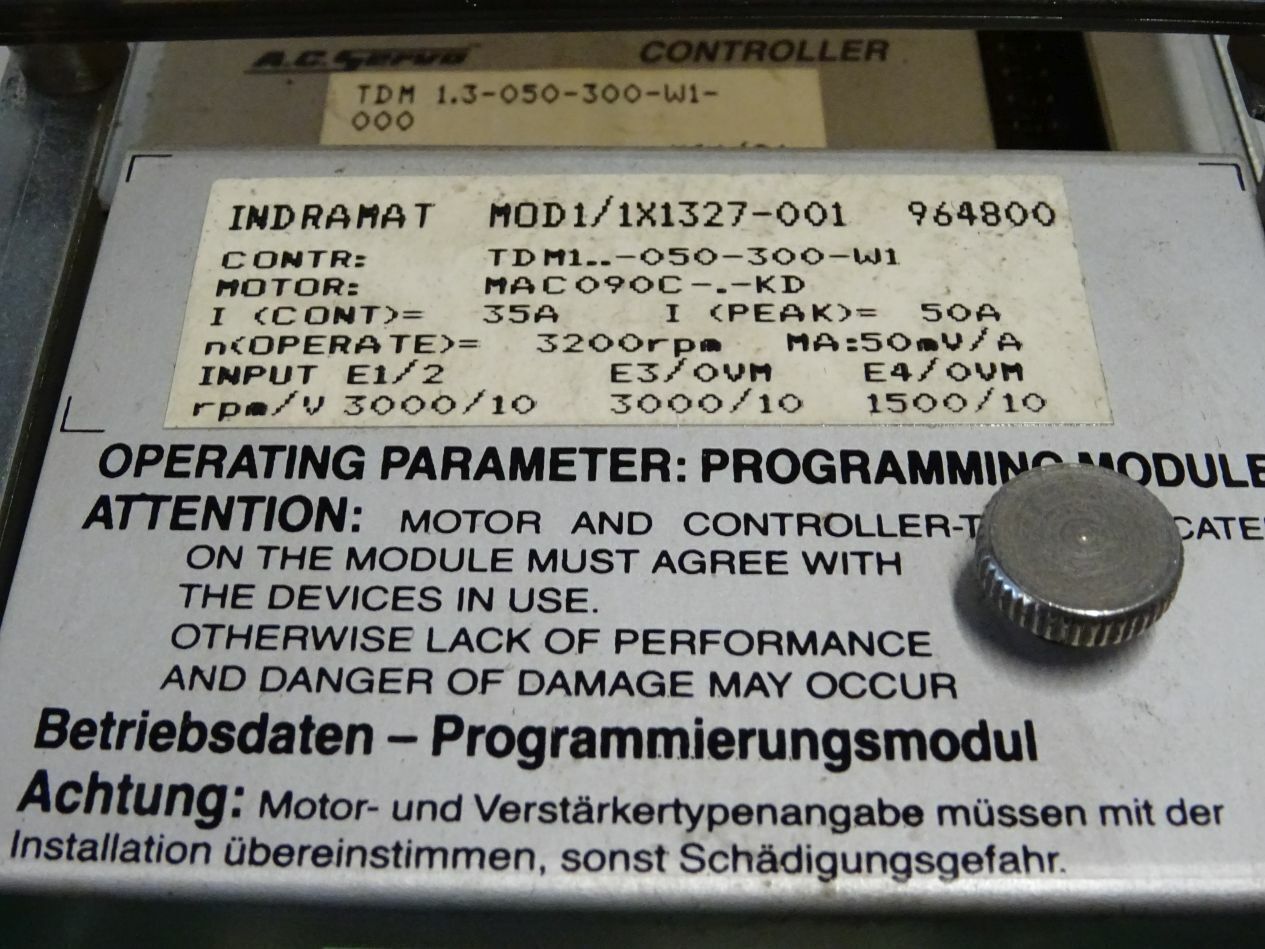 A.C. Servo CONTROLLER
TDM 1.3-050-300-W1-
000
INDRAMAT MOD1/1X1327-001 964800
CONTR: TDM1..-050-300-W1
MOTOR: MAC090C-.-KD
I (CONT)= 35A I (PEAK)= 50A
n(OPERATE)= 3200rpm MA:50mV/A
INPUT E1/2 E3/0VM E4/0VM
rpm/V 3000/10 3000/10 1500/10
OPERATING PARAMETER: PROGRAMMING MODULE
ATTENTION: MOTOR AND CONTROLLER-
ON THE MODULE MUST AGREE WITH
THE DEVICES IN USE.
OTHERWISE LACK OF PERFORMANCE
AND DANGER OF DAMAGE MAY OCCUR
Betriebsdaten – Programmierungsmodul
Achtung: Motor- und Verstärkertypenangabe müssen mit der
Installation übereinstimmen, sonst Schädigungsgefahr.